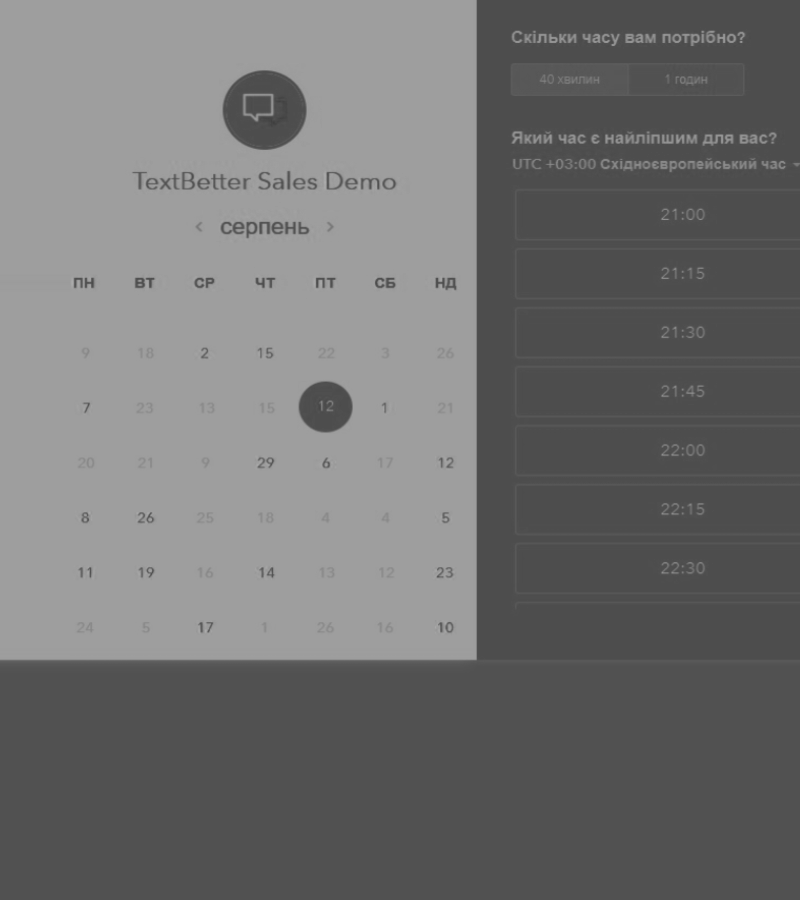 TextBetter Sales Demo
< серпень >
ПН ВТ СР ЧТ ПТ СБ НД
9 18 2 15 22 3 26
7 23 13 15 12 1 21
20 21 9 29 6 17 12
8 26 25 18 4 4 5
11 19 16 14 13 12 23
24 5 17 1 26 16 10
Скільки часу вам потрібно?
40 хвилин 1 годин
Який час є найліпшим для вас?
UTC +03:00 Східноєвропейський час
21:00
21:15
21:30
21:45
22:00
22:15
22:30